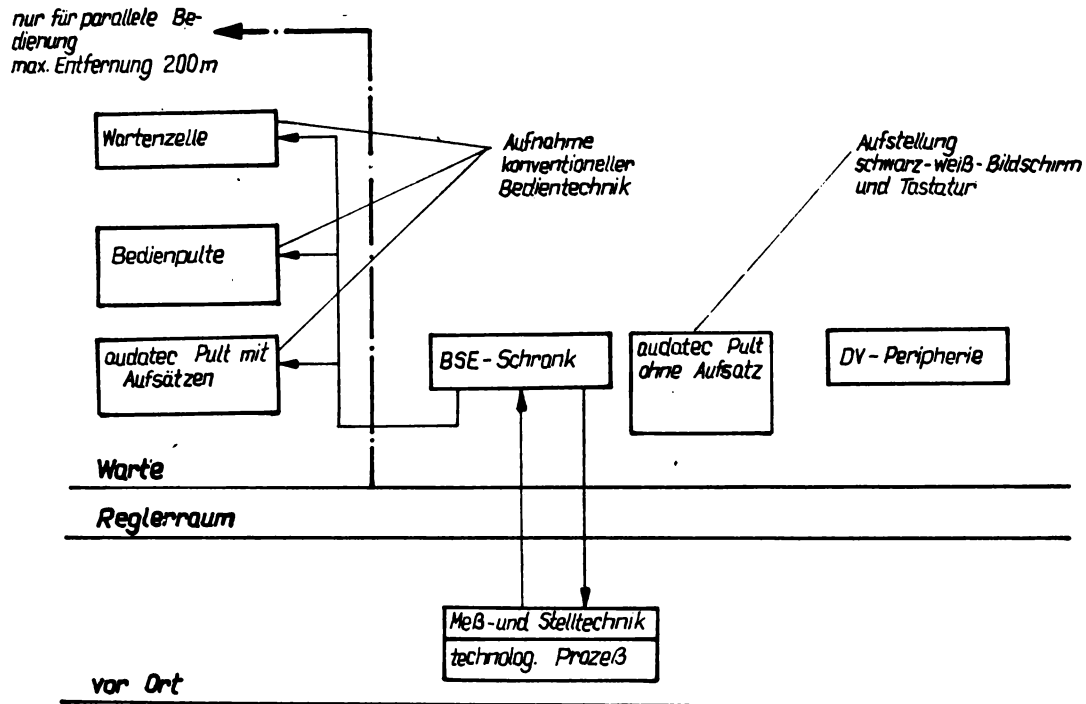 nur für parallele Be-
dienung
max. Entfernung 200m
Wartenzelle
Aufnahme
konventioneller
Bedientechnik
Aufstellung
schwarz-weiß-Bildschirm
und Tastatur
Bedienpulte
audatec Pult mit
Aufsätzen
BSE-Schrank
audatec Pult
ohne Aufsatz
DV-Peripherie
Warte
Reglerraum
Meß-und Stelltechnik
technolog. Prozeß
vor Ort